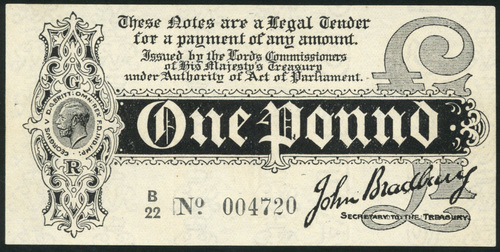 These Notes are a Legal Tender
for a payment of any amount.
Issued by the Lords Commissioners
of His Majesty's Treasury
under Authority of Act of Parliament.
£1
G
R
One Pound
B
22 No. 004720
John Bradbury
SECRETARY TO THE TREASURY.